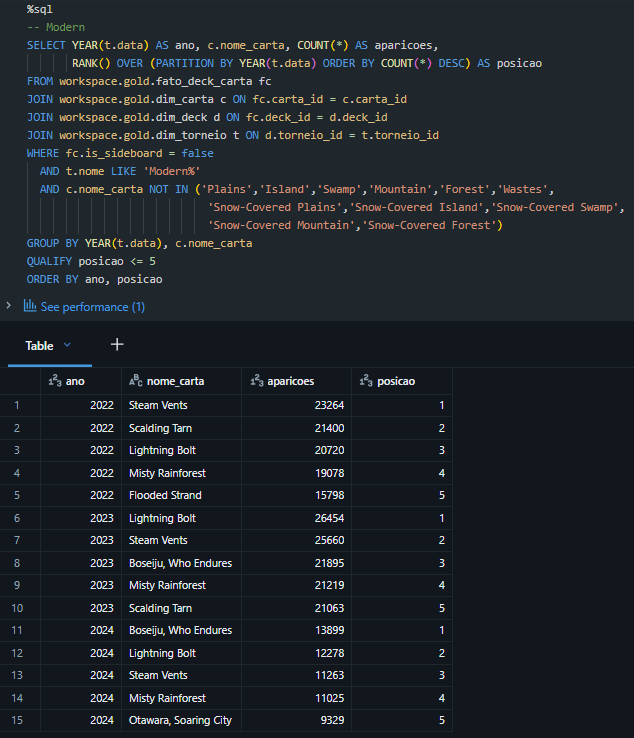 %sql
-- Modern
SELECT YEAR(t.data) AS ano, c.nome_carta, COUNT(*) AS aparicoes,
RANK() OVER (PARTITION BY YEAR(t.data) ORDER BY COUNT(*) DESC) AS posicao
FROM workspace.gold.fato_deck_carta fc
JOIN workspace.gold.dim_carta c ON fc.carta_id = c.carta_id
JOIN workspace.gold.dim_deck d ON fc.deck_id = d.deck_id
JOIN workspace.gold.dim_torneio t ON d.torneio_id = t.torneio_id
WHERE fc.is_sideboard = false
AND t.nome LIKE 'Modern%'
AND c.nome_carta NOT IN ('Plains','Island','Swamp','Mountain','Forest','Wastes',
'Snow-Covered Plains','Snow-Covered Island','Snow-Covered Swamp',
'Snow-Covered Mountain','Snow-Covered Forest')
GROUP BY YEAR(t.data), c.nome_carta
QUALIFY posicao <= 5
ORDER BY ano, posicao
See performance (1)
Table +
123 ano ABC nome_carta 123 aparicoes 123 posicao
1 2022 Steam Vents 23264 1
2 2022 Scalding Tarn 21400 2
3 2022 Lightning Bolt 20720 3
4 2022 Misty Rainforest 19078 4
5 2022 Flooded Strand 15798 5
6 2023 Lightning Bolt 26454 1
7 2023 Steam Vents 25660 2
8 2023 Boseiju, Who Endures 21895 3
9 2023 Misty Rainforest 21219 4
10 2023 Scalding Tarn 21063 5
11 2024 Boseiju, Who Endures 13899 1
12 2024 Lightning Bolt 12278 2
13 2024 Steam Vents 11263 3
14 2024 Misty Rainforest 11025 4
15 2024 Otawara, Soaring City 9329 5